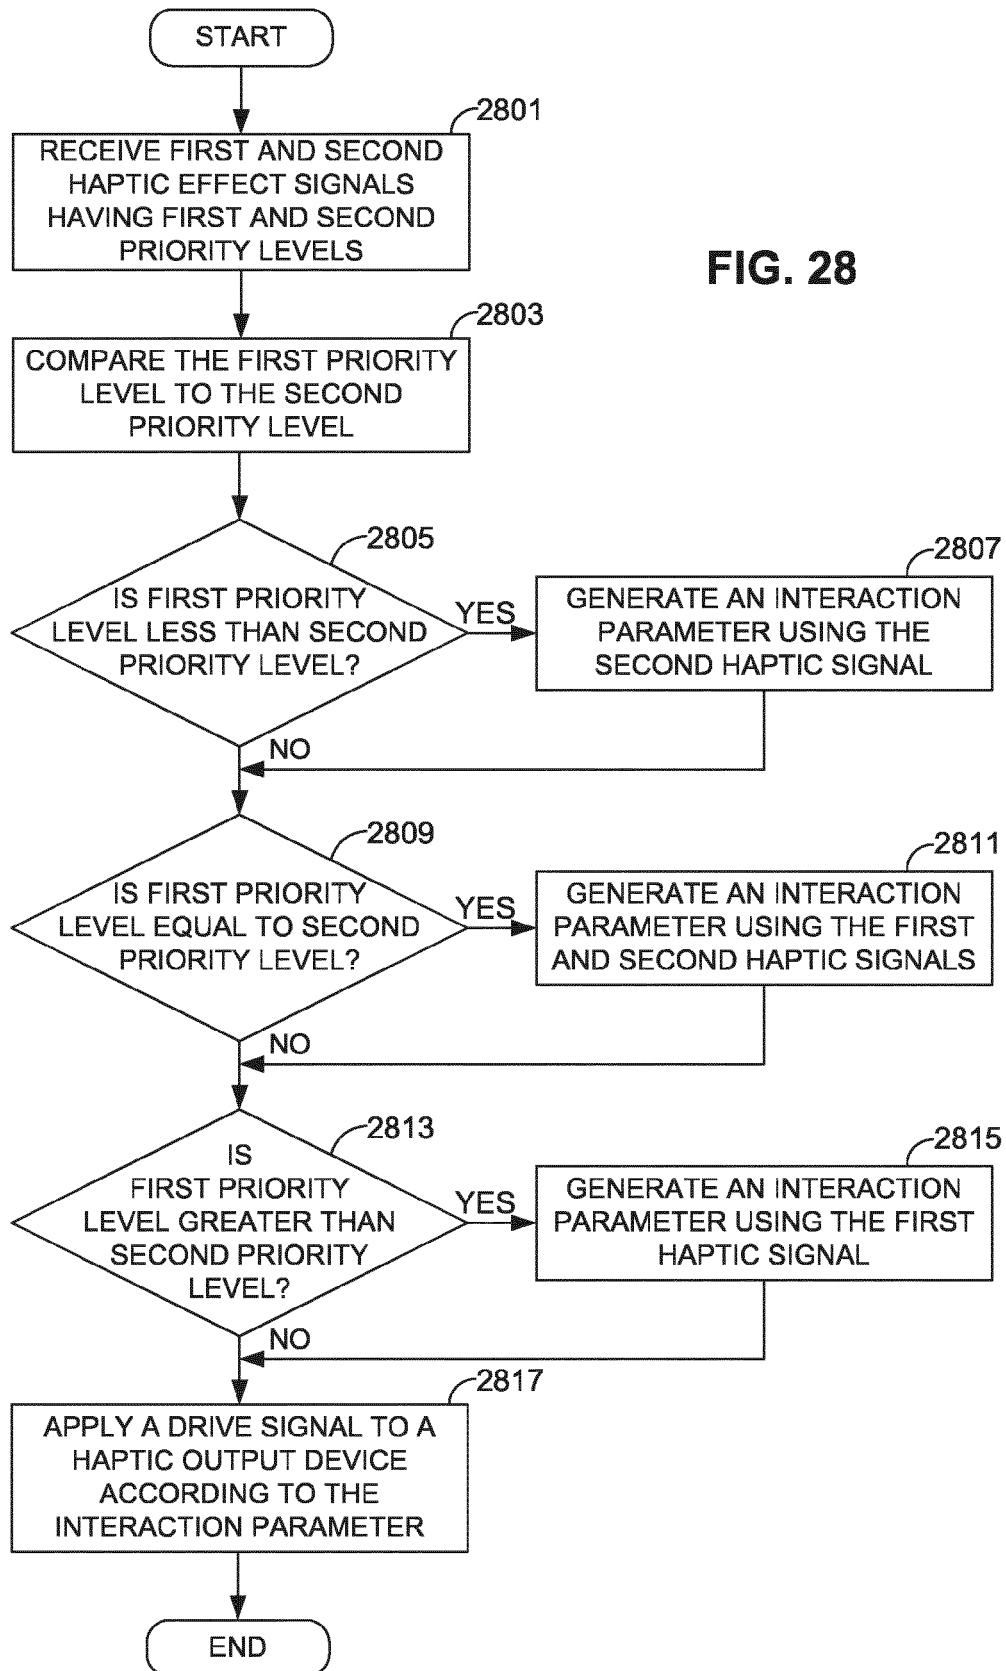 START
2801
RECEIVE FIRST AND SECOND
HAPTIC EFFECT SIGNALS
HAVING FIRST AND SECOND
PRIORITY LEVELS
FIG. 28
2803
COMPARE THE FIRST PRIORITY
LEVEL TO THE SECOND
PRIORITY LEVEL
2805
IS FIRST PRIORITY
LEVEL LESS THAN SECOND
PRIORITY LEVEL?
YES
2807
GENERATE AN INTERACTION
PARAMETER USING THE
SECOND HAPTIC SIGNAL
NO
2809
IS FIRST PRIORITY
LEVEL EQUAL TO SECOND
PRIORITY LEVEL?
YES
2811
GENERATE AN INTERACTION
PARAMETER USING THE FIRST
AND SECOND HAPTIC SIGNALS
NO
2813
IS
FIRST PRIORITY
LEVEL GREATER THAN
SECOND PRIORITY
LEVEL?
YES
2815
GENERATE AN INTERACTION
PARAMETER USING THE FIRST
HAPTIC SIGNAL
NO
2817
APPLY A DRIVE SIGNAL TO A
HAPTIC OUTPUT DEVICE
ACCORDING TO THE
INTERACTION PARAMETER
END